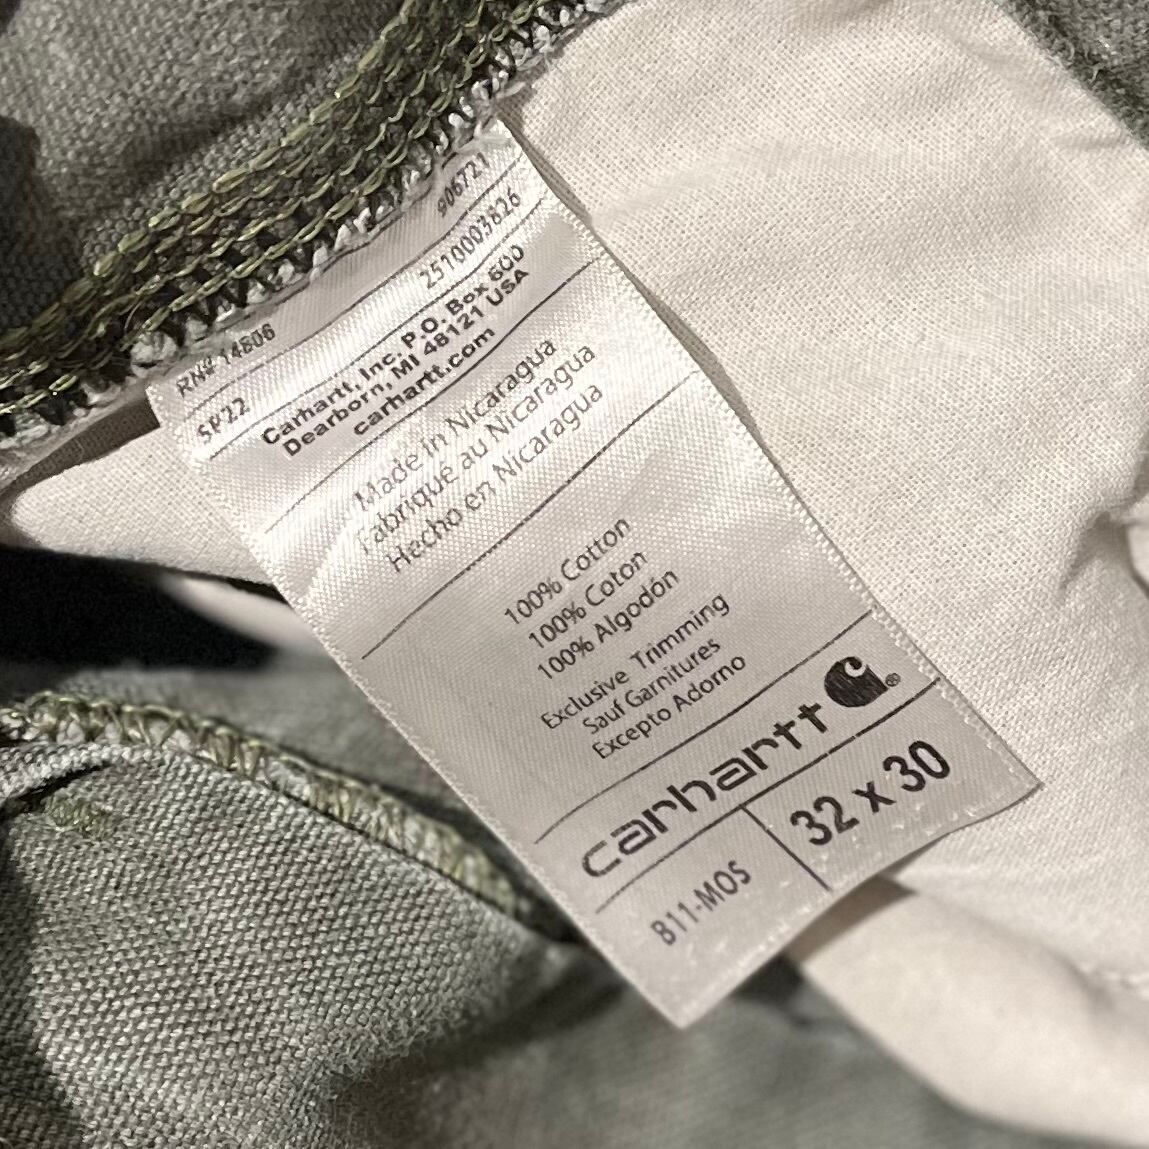 RN# 14806 906721
SP22 2510003826
Carhartt, Inc. P.O. Box 600
Dearborn, MI 48121 USA
carhartt.com
Made in Nicaragua
Fabriqué au Nicaragua
Hecho en Nicaragua
100% Cotton
100% Coton
100% Algodón
Exclusive Trimming
Sauf Garnitures
Excepto Adorno
carhartt ®
B11-MOS 32 x 30